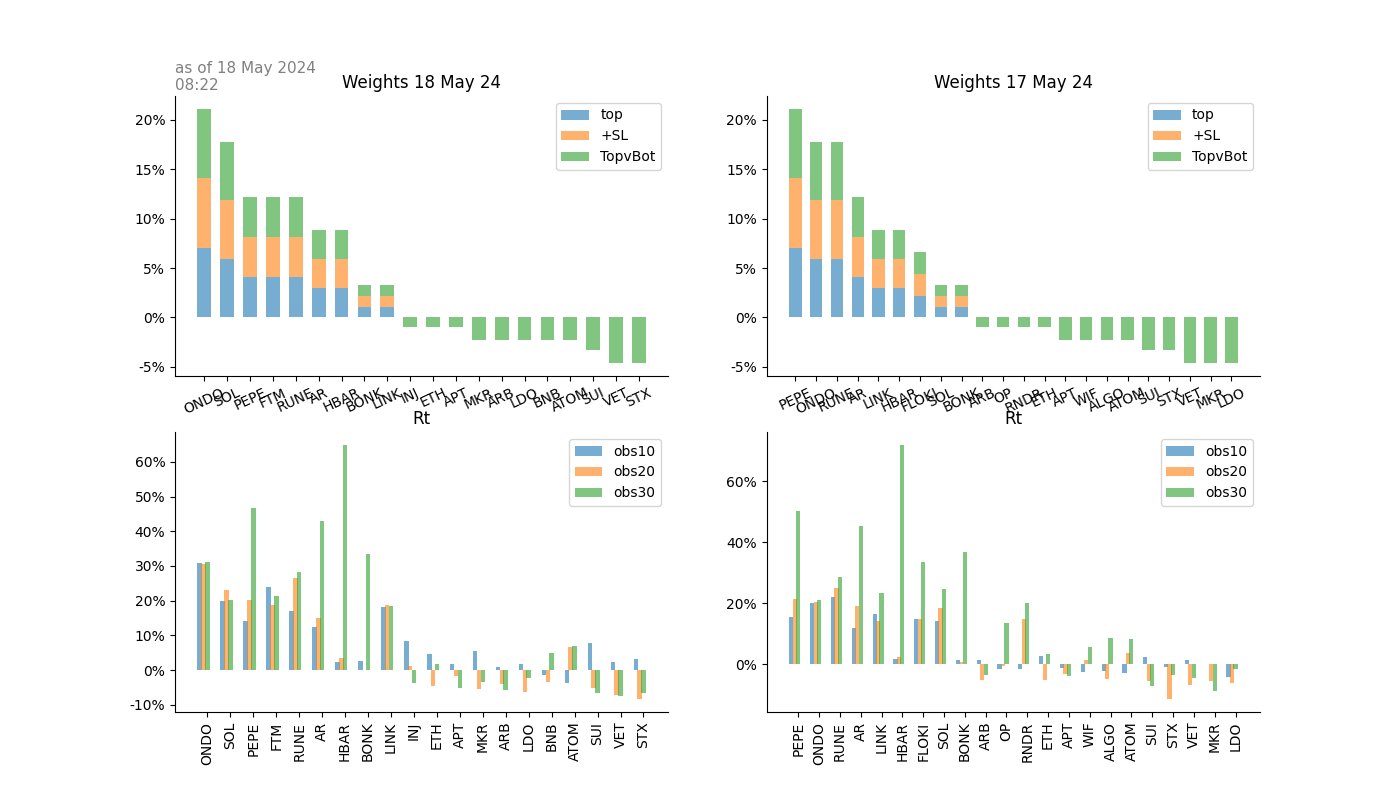 as of 18 May 2024
08:22
Weights 18 May 24
20%
15%
10%
5%
0%
-5%
top
+SL
TopvBot
ONDO SOL PEPE FTM RUNE AR HBAR BONK LINK INJ ETH APT MKR ARB LDO BNB ATOM SUI VET STX
Weights 17 May 24
20%
15%
10%
5%
0%
-5%
top
+SL
TopvBot
PEPE ONDO RUNE AR LINK HBAR FLOKI SOL BONK ARB OP RNDR ETH APT WIF ALGO ATOM SUI STX VET MKR LDO
Rt
60%
50%
40%
30%
20%
10%
0%
-10%
obs10
obs20
obs30
ONDO SOL PEPE FTM RUNE AR HBAR BONK LINK INJ ETH APT MKR ARB LDO BNB ATOM SUI VET STX
Rt
60%
40%
20%
0%
obs10
obs20
obs30
PEPE ONDO RUNE AR LINK HBAR FLOKI SOL BONK ARB OP RNDR ETH APT WIF ALGO ATOM SUI STX VET MKR LDO